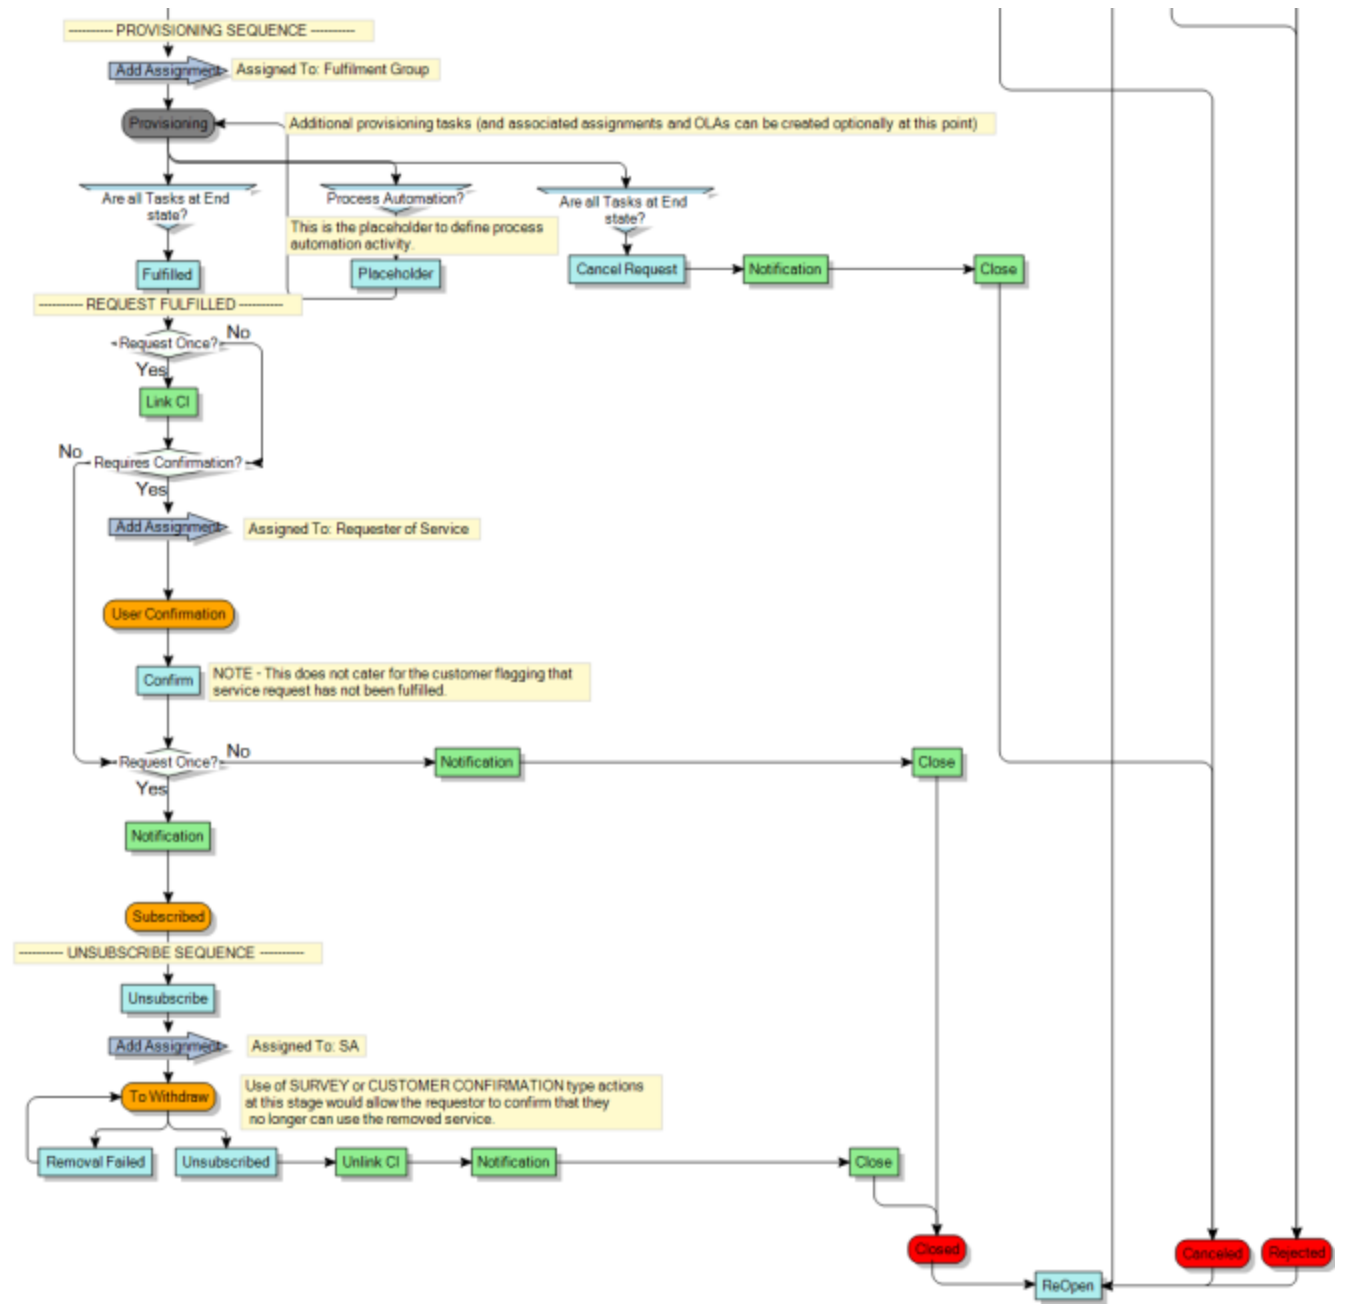 ---------- PROVISIONING SEQUENCE ----------
Add Assignment
Assigned To: Fulfilment Group
Provisioning
Additional provisioning tasks (and associated assignments and OLAs can be created optionally at this point)
Are all Tasks at End
state?
Process Automation?
Are all Tasks at End
state?
This is the placeholder to define process
automation activity.
Fulfilled
Placeholder
Cancel Request
Notification
Close
---------- REQUEST FULFILLED ----------
Request Once?
No
Yes
Link CI
No
Requires Confirmation?
Yes
Add Assignment
Assigned To: Requester of Service
User Confirmation
Confirm
NOTE - This does not cater for the customer flagging that
service request has not been fulfilled.
Request Once?
No
Notification
Close
Yes
Notification
Subscribed
---------- UNSUBSCRIBE SEQUENCE ----------
Unsubscribe
Add Assignment
Assigned To: SA
To Withdraw
Use of SURVEY or CUSTOMER CONFIRMATION type actions
at this stage would allow the requestor to confirm that they
no longer can use the removed service.
Removal Failed
Unsubscribed
Unlink CI
Notification
Close
Closed
Canceled
Rejected
ReOpen